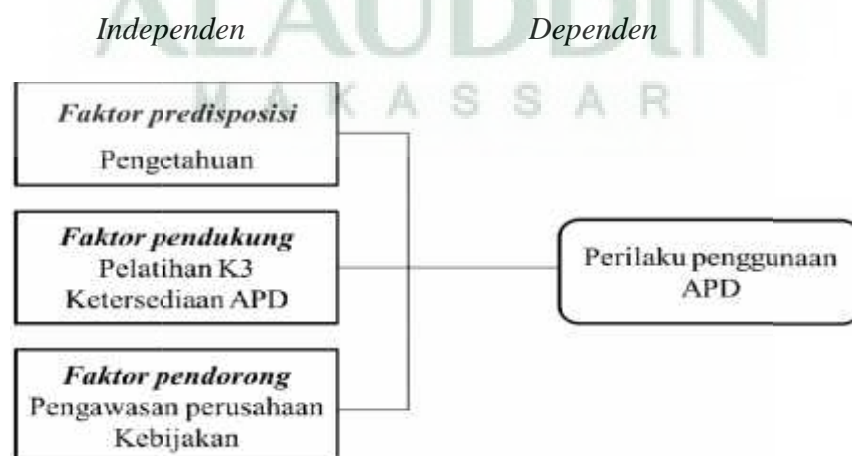 ALAUDDIN
MAKASSAR
Independen
Dependen
Faktor predisposisi
Pengetahuan
Faktor pendukung
Pelatihan K3
Ketersediaan APD
Faktor pendorong
Pengawasan perusahaan
Kebijakan
Perilaku penggunaan
APD